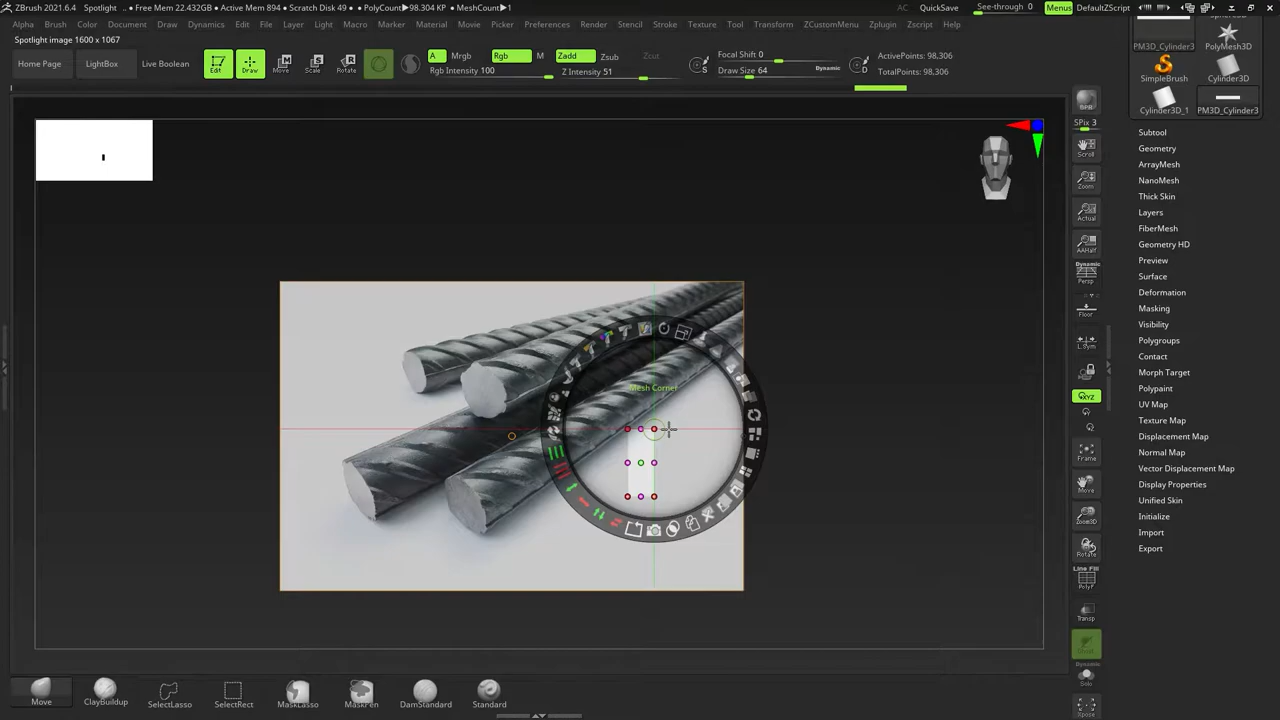 ZBrush 2021.6.4 Spotlight • Free Mem 22.432GB • Active Mem 894 • Scratch Disk 49 • PolyCount▸98.304 KP • MeshCount▸1
AC QuickSave See-through 0 Menus DefaultZScript
Alpha Brush Color Document Draw Dynamics Edit File Layer Light Macro Marker Material Movie Picker Preferences Render Stencil Stroke Texture Tool Transform ZCustomMenu Zplugin Zscript Help
Spotlight image 1600 x 1067
Home Page LightBox Live Boolean Edit Draw Move Scale Rotate
A Mrgb Rgb M Zadd Zsub Zcut
Rgb Intensity 100 Z Intensity 51
Focal Shift 0
Draw Size 64 Dynamic
S
D
ActivePoints: 98,306
TotalPoints: 98,306
PM3D_Cylinder3
PolyMesh3D
SimpleBrush
Cylinder3D
Cylinder3D_1
PM3D_Cylinder3
BPR
SPix 3
Scroll
Zoom
Actual
AAHalf
Dynamic
Persp
Floor
L.Sym
XYZ
Frame
Move
Zoom3D
Rotate
Line Fill
PolyF
Transp
Dynamic
Solo
Xpose
Subtool
Geometry
ArrayMesh
NanoMesh
Thick Skin
Layers
FiberMesh
Geometry HD
Preview
Surface
Deformation
Masking
Visibility
Polygroups
Contact
Morph Target
Polypaint
UV Map
Texture Map
Displacement Map
Normal Map
Vector Displacement Map
Display Properties
Unified Skin
Initialize
Import
Export
Mesh Corner
Move
ClayBuildup
SelectLasso
SelectRect
MaskLasso
MaskPen
DamStandard
Standard